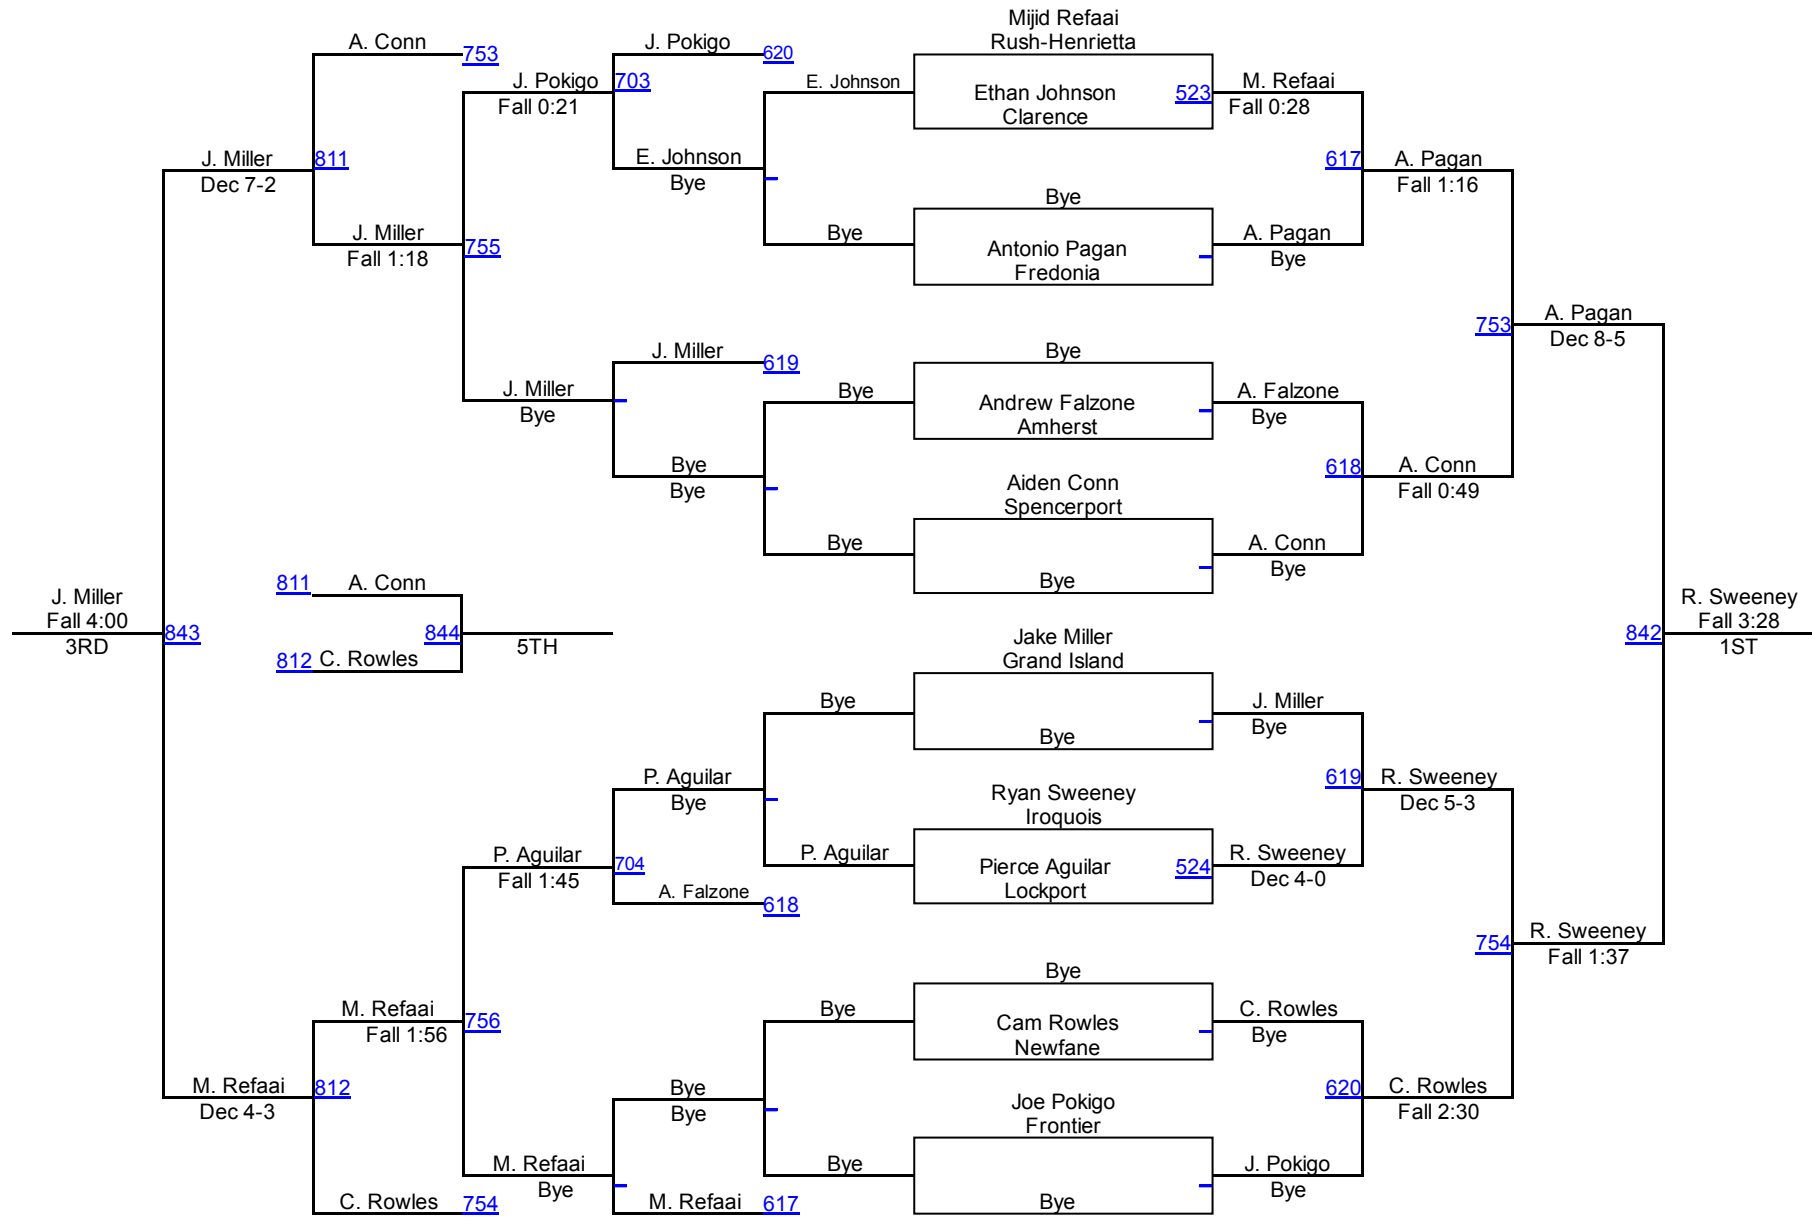 Mijid Refaai
Rush-Henrietta
A. Conn
753
J. Pokigo
620
J. Pokigo
703
Fall 0:21
E. Johnson
Ethan Johnson
Clarence
523
M. Refaai
Fall 0:28
J. Miller
811
Dec 7-2
E. Johnson
Bye
617
A. Pagan
Fall 1:16
Bye
J. Miller
755
Fall 1:18
Bye
Antonio Pagan
Fredonia
A. Pagan
Bye
753
A. Pagan
Dec 8-5
J. Miller
619
Bye
J. Miller
Bye
Bye
Andrew Falzone
Amherst
A. Falzone
Bye
Bye
Bye
618
A. Conn
Fall 0:49
Aiden Conn
Spencerport
Bye
Bye
A. Conn
Bye
811
A. Conn
J. Miller
Fall 4:00
3RD
843
844
5TH
812
C. Rowles
R. Sweeney
Fall 3:28
842
1ST
Jake Miller
Grand Island
Bye
Bye
J. Miller
Bye
P. Aguilar
Bye
619
R. Sweeney
Dec 5-3
Ryan Sweeney
Iroquois
P. Aguilar
704
Fall 1:45
P. Aguilar
Pierce Aguilar
Lockport
524
R. Sweeney
Dec 4-0
A. Falzone
618
754
R. Sweeney
Fall 1:37
Bye
M. Refaai
756
Fall 1:56
Bye
Cam Rowles
Newfane
C. Rowles
Bye
M. Refaai
812
Dec 4-3
Bye
Bye
620
C. Rowles
Fall 2:30
Joe Pokigo
Frontier
M. Refaai
Bye
Bye
Bye
J. Pokigo
Bye
C. Rowles
754
M. Refaai
617